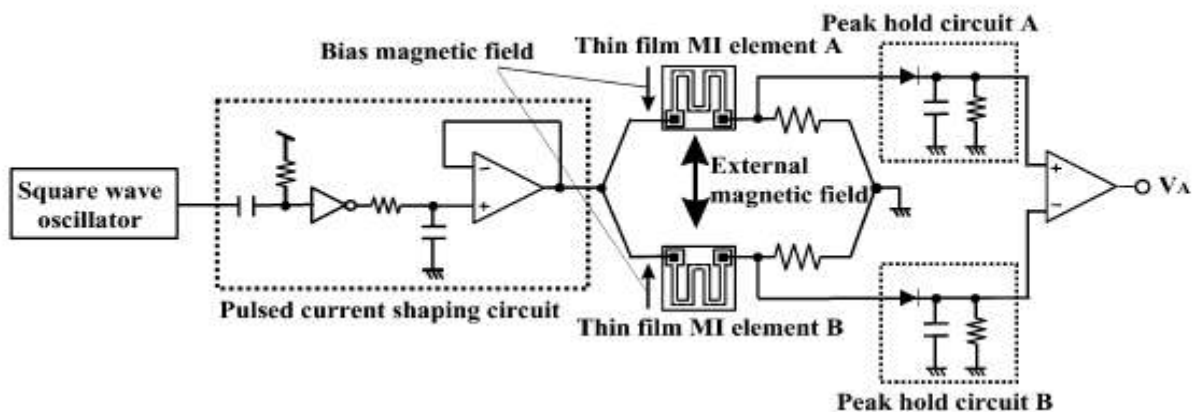 Peak hold circuit A
Thin film MI element A
Bias magnetic field
Square wave
oscillator
External
magnetic field
+
−
V_A
−
+
Pulsed current shaping circuit
Thin film MI element B
Peak hold circuit B